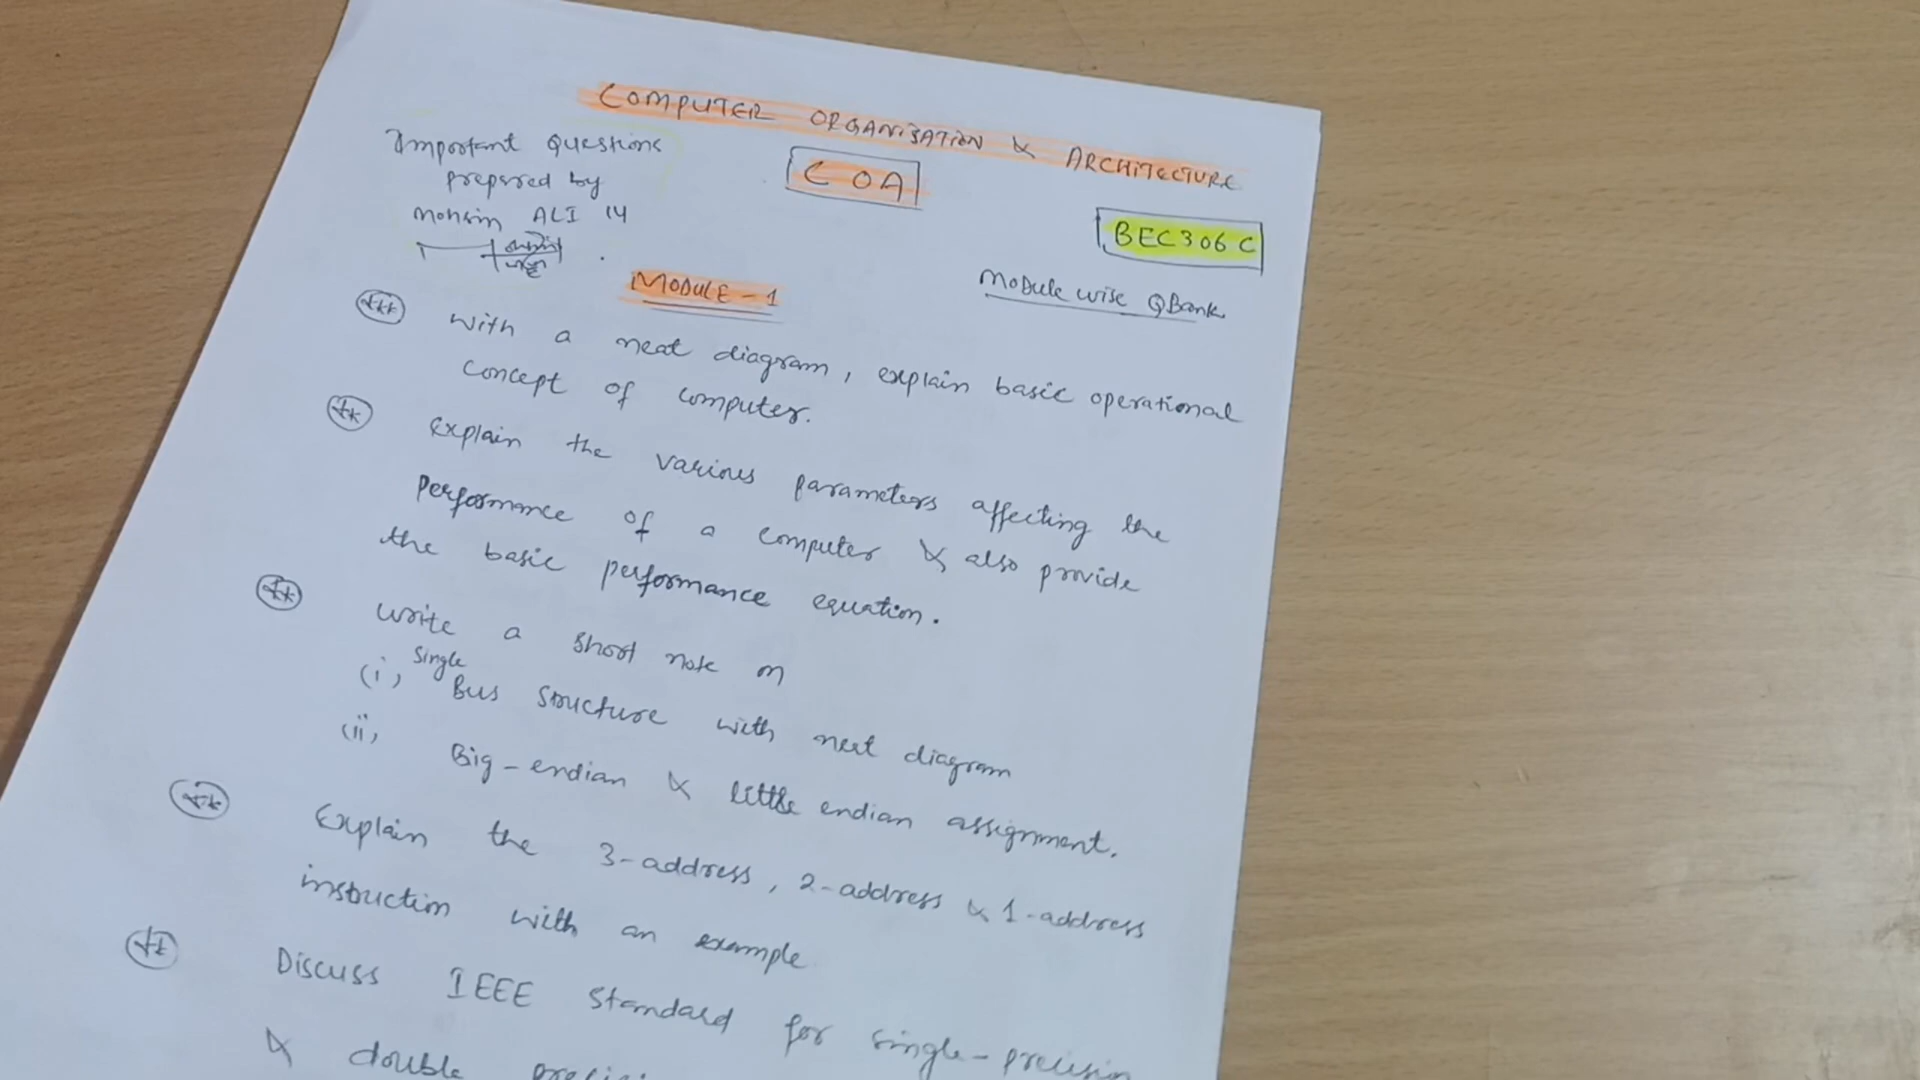 COMPUTER ORGANISATION & ARCHITECTURE
COA
Important Questions
prepared by
Mohsin ALI 14
BEC306C
Module wise QBank
MODULE-1
With a neat diagram, explain basic operational
concept of computer.
explain the various parameters affecting the
performance of a computer & also provide
the basic performance equation.
write a short note on
(i) Single Bus structure with neat diagram
(ii) Big-endian & little endian assignment.
Explain the 3-address, 2-address & 1-address
instruction with an example
Discuss IEEE standard for single-precision
& double